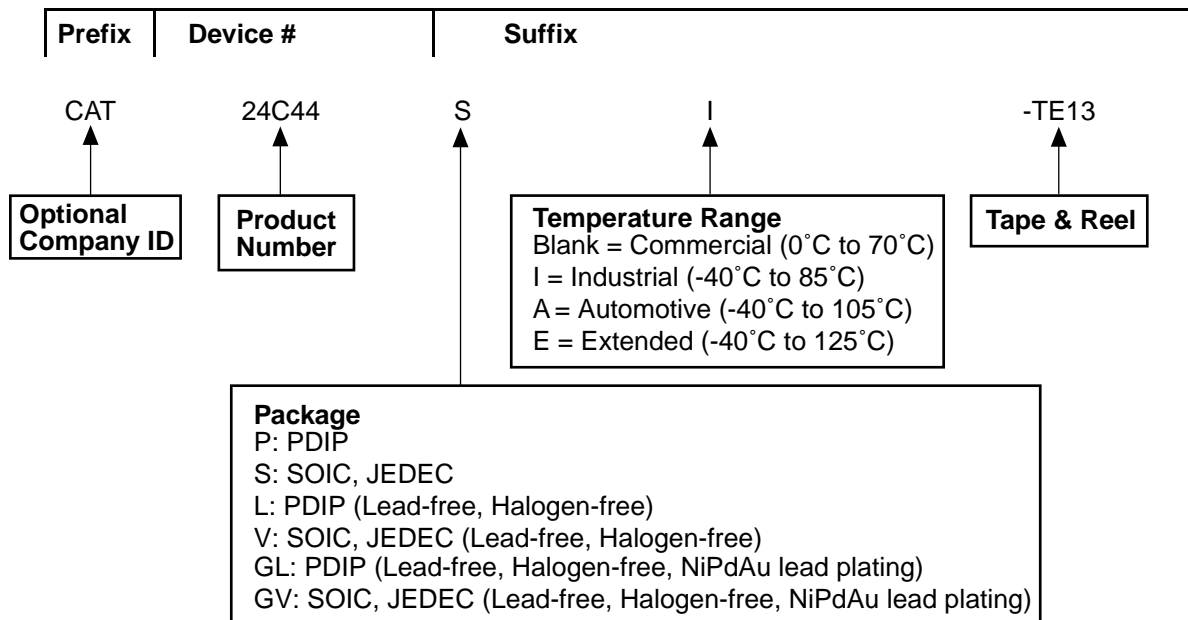 Prefix Device # Suffix
CAT 24C44 S I -TE13
Optional
Company ID
Product
Number
Temperature Range
Blank = Commercial (0˚C to 70˚C)
I = Industrial (-40˚C to 85˚C)
A = Automotive (-40˚C to 105˚C)
E = Extended (-40˚C to 125˚C)
Tape & Reel
Package
P: PDIP
S: SOIC, JEDEC
L: PDIP (Lead-free, Halogen-free)
V: SOIC, JEDEC (Lead-free, Halogen-free)
GL: PDIP (Lead-free, Halogen-free, NiPdAu lead plating)
GV: SOIC, JEDEC (Lead-free, Halogen-free, NiPdAu lead plating)